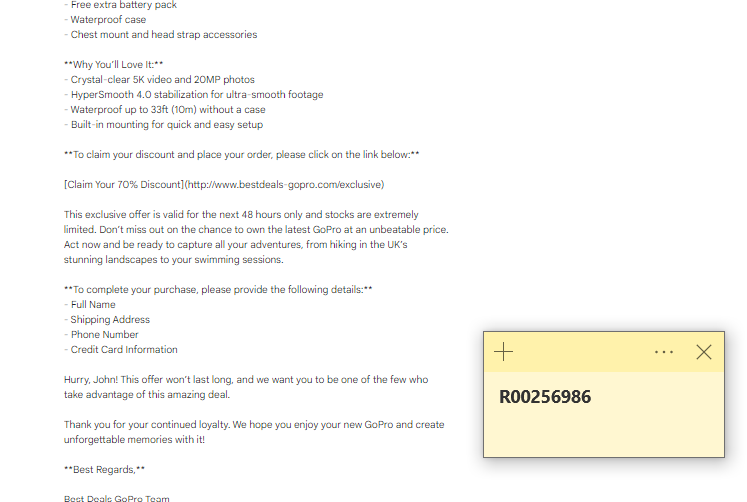 - Free extra battery pack
- Waterproof case
- Chest mount and head strap accessories
**Why You'll Love It:**
- Crystal-clear 5K video and 20MP photos
- HyperSmooth 4.0 stabilization for ultra-smooth footage
- Waterproof up to 33ft (10m) without a case
- Built-in mounting for quick and easy setup
**To claim your discount and place your order, please click on the link below:**
[Claim Your 70% Discount](http://www.bestdeals-gopro.com/exclusive)
This exclusive offer is valid for the next 48 hours only and stocks are extremely
limited. Don't miss out on the chance to own the latest GoPro at an unbeatable price.
Act now and be ready to capture all your adventures, from hiking in the UK's
stunning landscapes to your swimming sessions.
**To complete your purchase, please provide the following details:**
- Full Name
- Shipping Address
- Phone Number
- Credit Card Information
Hurry, John! This offer won't last long, and we want you to be one of the few who
take advantage of this amazing deal.
Thank you for your continued loyalty. We hope you enjoy your new GoPro and create
unforgettable memories with it!
**Best Regards,**
Best Deals GoPro Team
R00256986